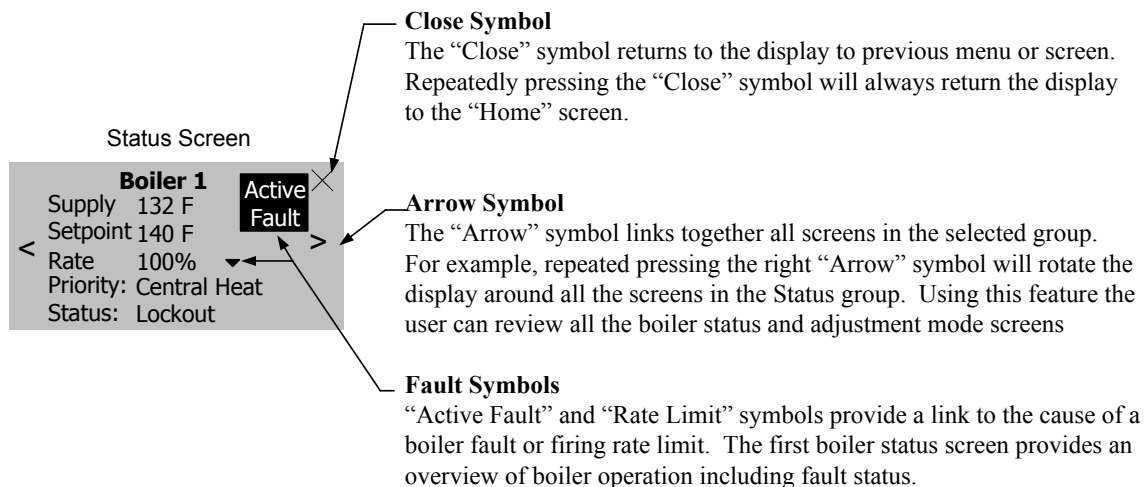 Close Symbol
The “Close” symbol returns to the display to previous menu or screen.
Repeatedly pressing the “Close” symbol will always return the display
to the “Home” screen.
Status Screen
Boiler 1
Supply 132 F
Setpoint 140 F
Rate 100%
Priority: Central Heat
Status: Lockout
Active
Fault
<
>
Arrow Symbol
The “Arrow” symbol links together all screens in the selected group.
For example, repeated pressing the right “Arrow” symbol will rotate the
display around all the screens in the Status group.  Using this feature the
user can review all the boiler status and adjustment mode screens
Fault Symbols
“Active Fault” and “Rate Limit” symbols provide a link to the cause of a
boiler fault or firing rate limit.  The first boiler status screen provides an
overview of boiler operation including fault status.